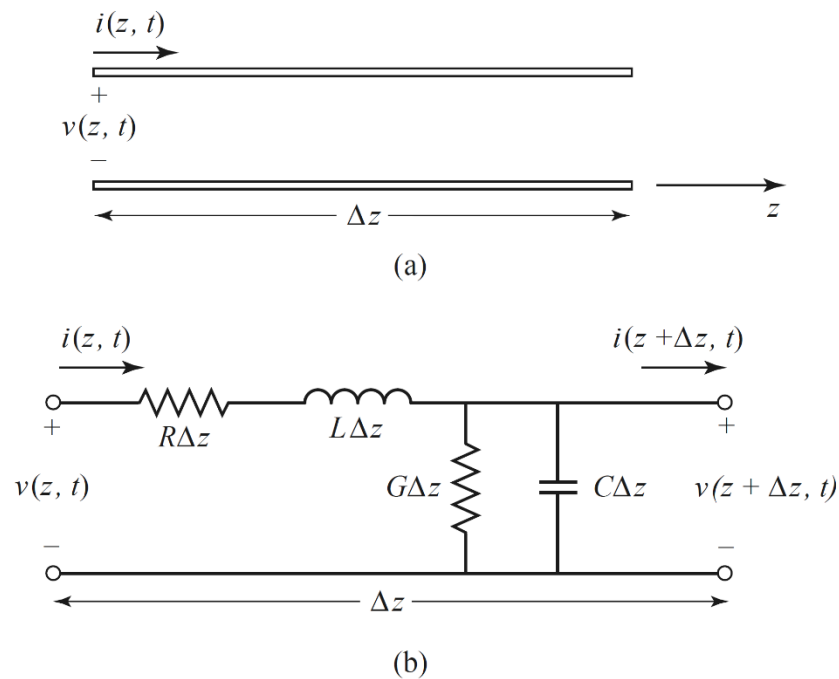 i(z, t)
+
v(z, t)
−
Δz
z
(a)
i(z, t)
i(z +Δz, t)
+
RΔz
LΔz
+
v(z, t)
GΔz
CΔz
v(z + Δz, t)
−
−
Δz
(b)